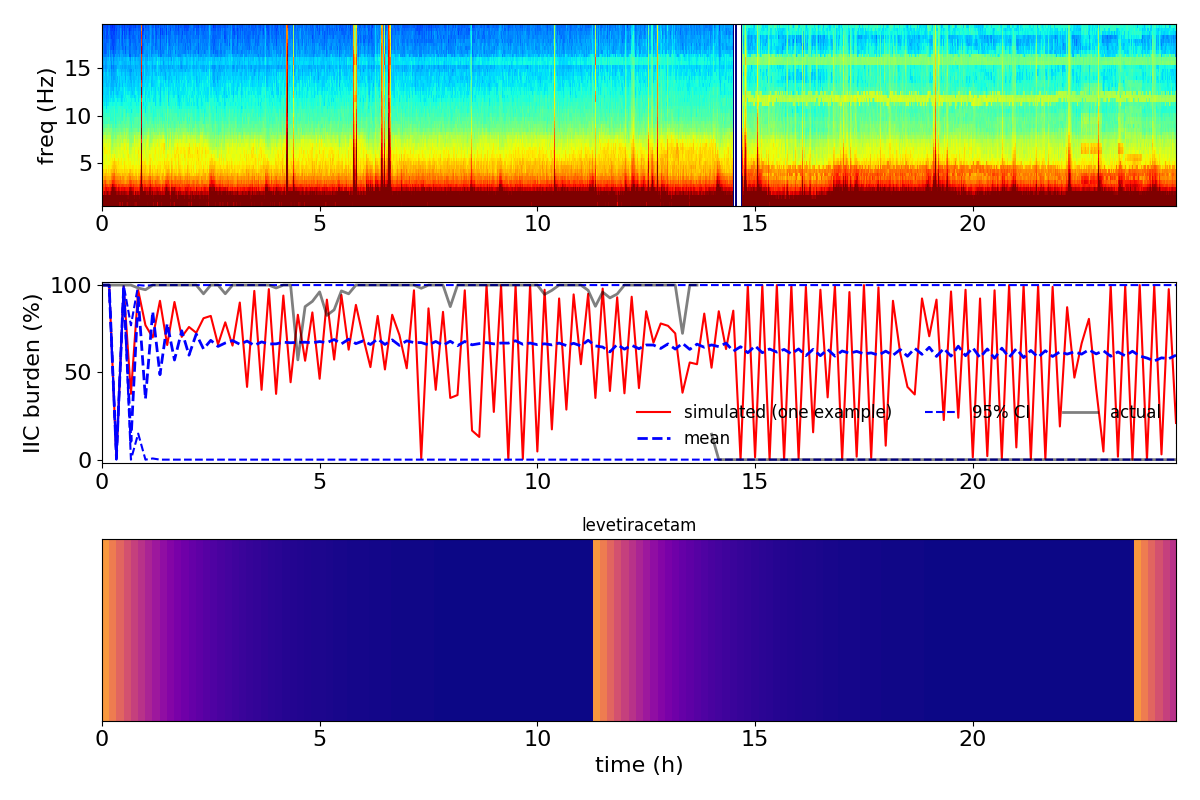 freq (Hz)
15
10
5
0 5 10 15 20
IIC burden (%)
100
50
0
simulated (one example) 95% CI actual
mean
0 5 10 15 20
levetiracetam
0 5 10 15 20
time (h)